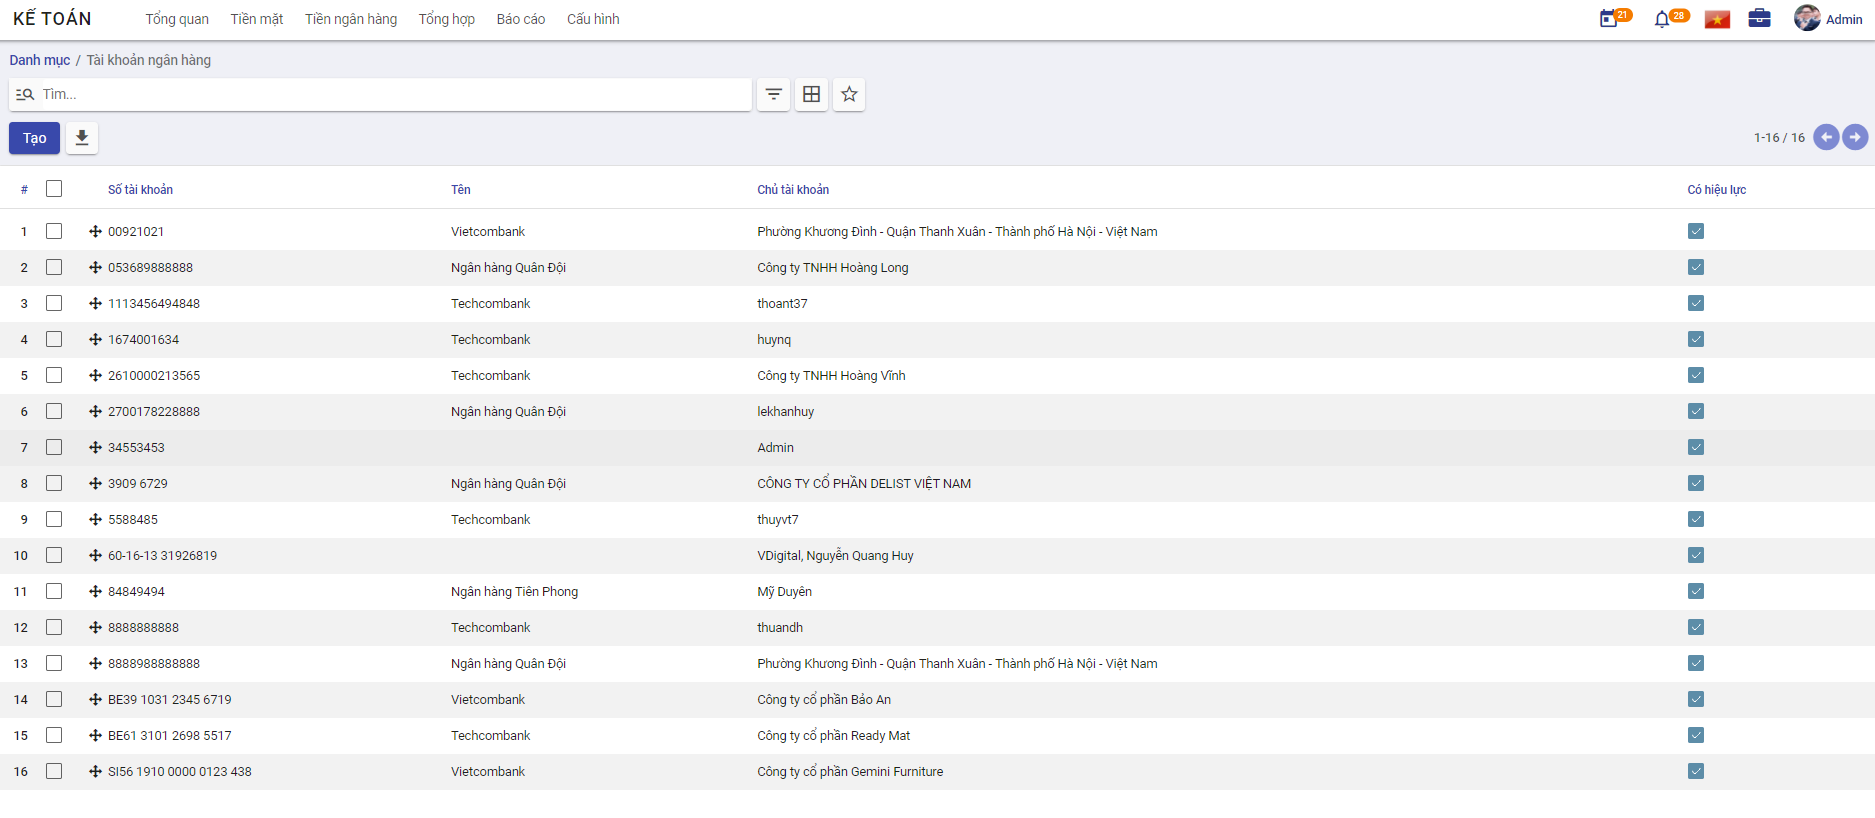 KẾ TOÁN Tổng quan Tiền mặt Tiền ngân hàng Tổng hợp Báo cáo Cấu hình 21 28 Admin
Danh mục / Tài khoản ngân hàng
Tìm...
Tạo 1-16 / 16
# Số tài khoản Tên Chủ tài khoản Có hiệu lực
1 00921021 Vietcombank Phường Khương Đình - Quận Thanh Xuân - Thành phố Hà Nội - Việt Nam
2 053689888888 Ngân hàng Quân Đội Công ty TNHH Hoàng Long
3 1113456494848 Techcombank thoant37
4 1674001634 Techcombank huynq
5 2610000213565 Techcombank Công ty TNHH Hoàng Vĩnh
6 2700178228888 Ngân hàng Quân Đội lekhanhuy
7 34553453 Admin
8 3909 6729 Ngân hàng Quân Đội CÔNG TY CỔ PHẦN DELIST VIỆT NAM
9 5588485 Techcombank thuyvt7
10 60-16-13 31926819 VDigital, Nguyễn Quang Huy
11 84849494 Ngân hàng Tiên Phong Mỹ Duyên
12 8888888888 Techcombank thuandh
13 8888988888888 Ngân hàng Quân Đội Phường Khương Đình - Quận Thanh Xuân - Thành phố Hà Nội - Việt Nam
14 BE39 1031 2345 6719 Vietcombank Công ty cổ phần Bảo An
15 BE61 3101 2698 5517 Techcombank Công ty cổ phần Ready Mat
16 SI56 1910 0000 0123 438 Vietcombank Công ty cổ phần Gemini Furniture